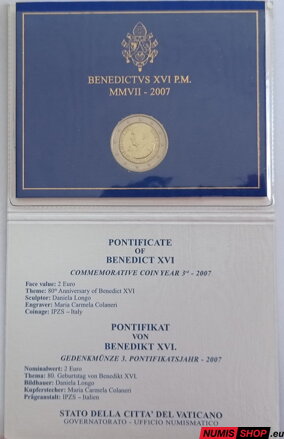 BENEDICTVS XVI P.M.
MMVII - 2007
PONTIFICATE
OF
BENEDICT XVI
COMMEMORATIVE COIN YEAR 3rd - 2007
Face value: 2 Euro
Theme: 80th Anniversary of Benedict XVI
Sculptor: Daniela Longo
Engraver: Maria Carmela Colaneri
Coinage: IPZS – Italy
PONTIFIKAT
VON
BENEDIKT XVI.
GEDENKMÜNZE 3. PONTIFIKATSJAHR - 2007
Nominalwert: 2 Euro
Thema: 80. Geburtstag von Benedikt XVI.
Bildhauer: Daniela Longo
Kupferstecher: Maria Carmela Colaneri
Prägeanstalt: IPZS – Italien
STATO DELLA CITTA' DEL VATICANO
GOVERNATORATO - UFFICIO NUMISMATICO
NUMIS SHOP.eu